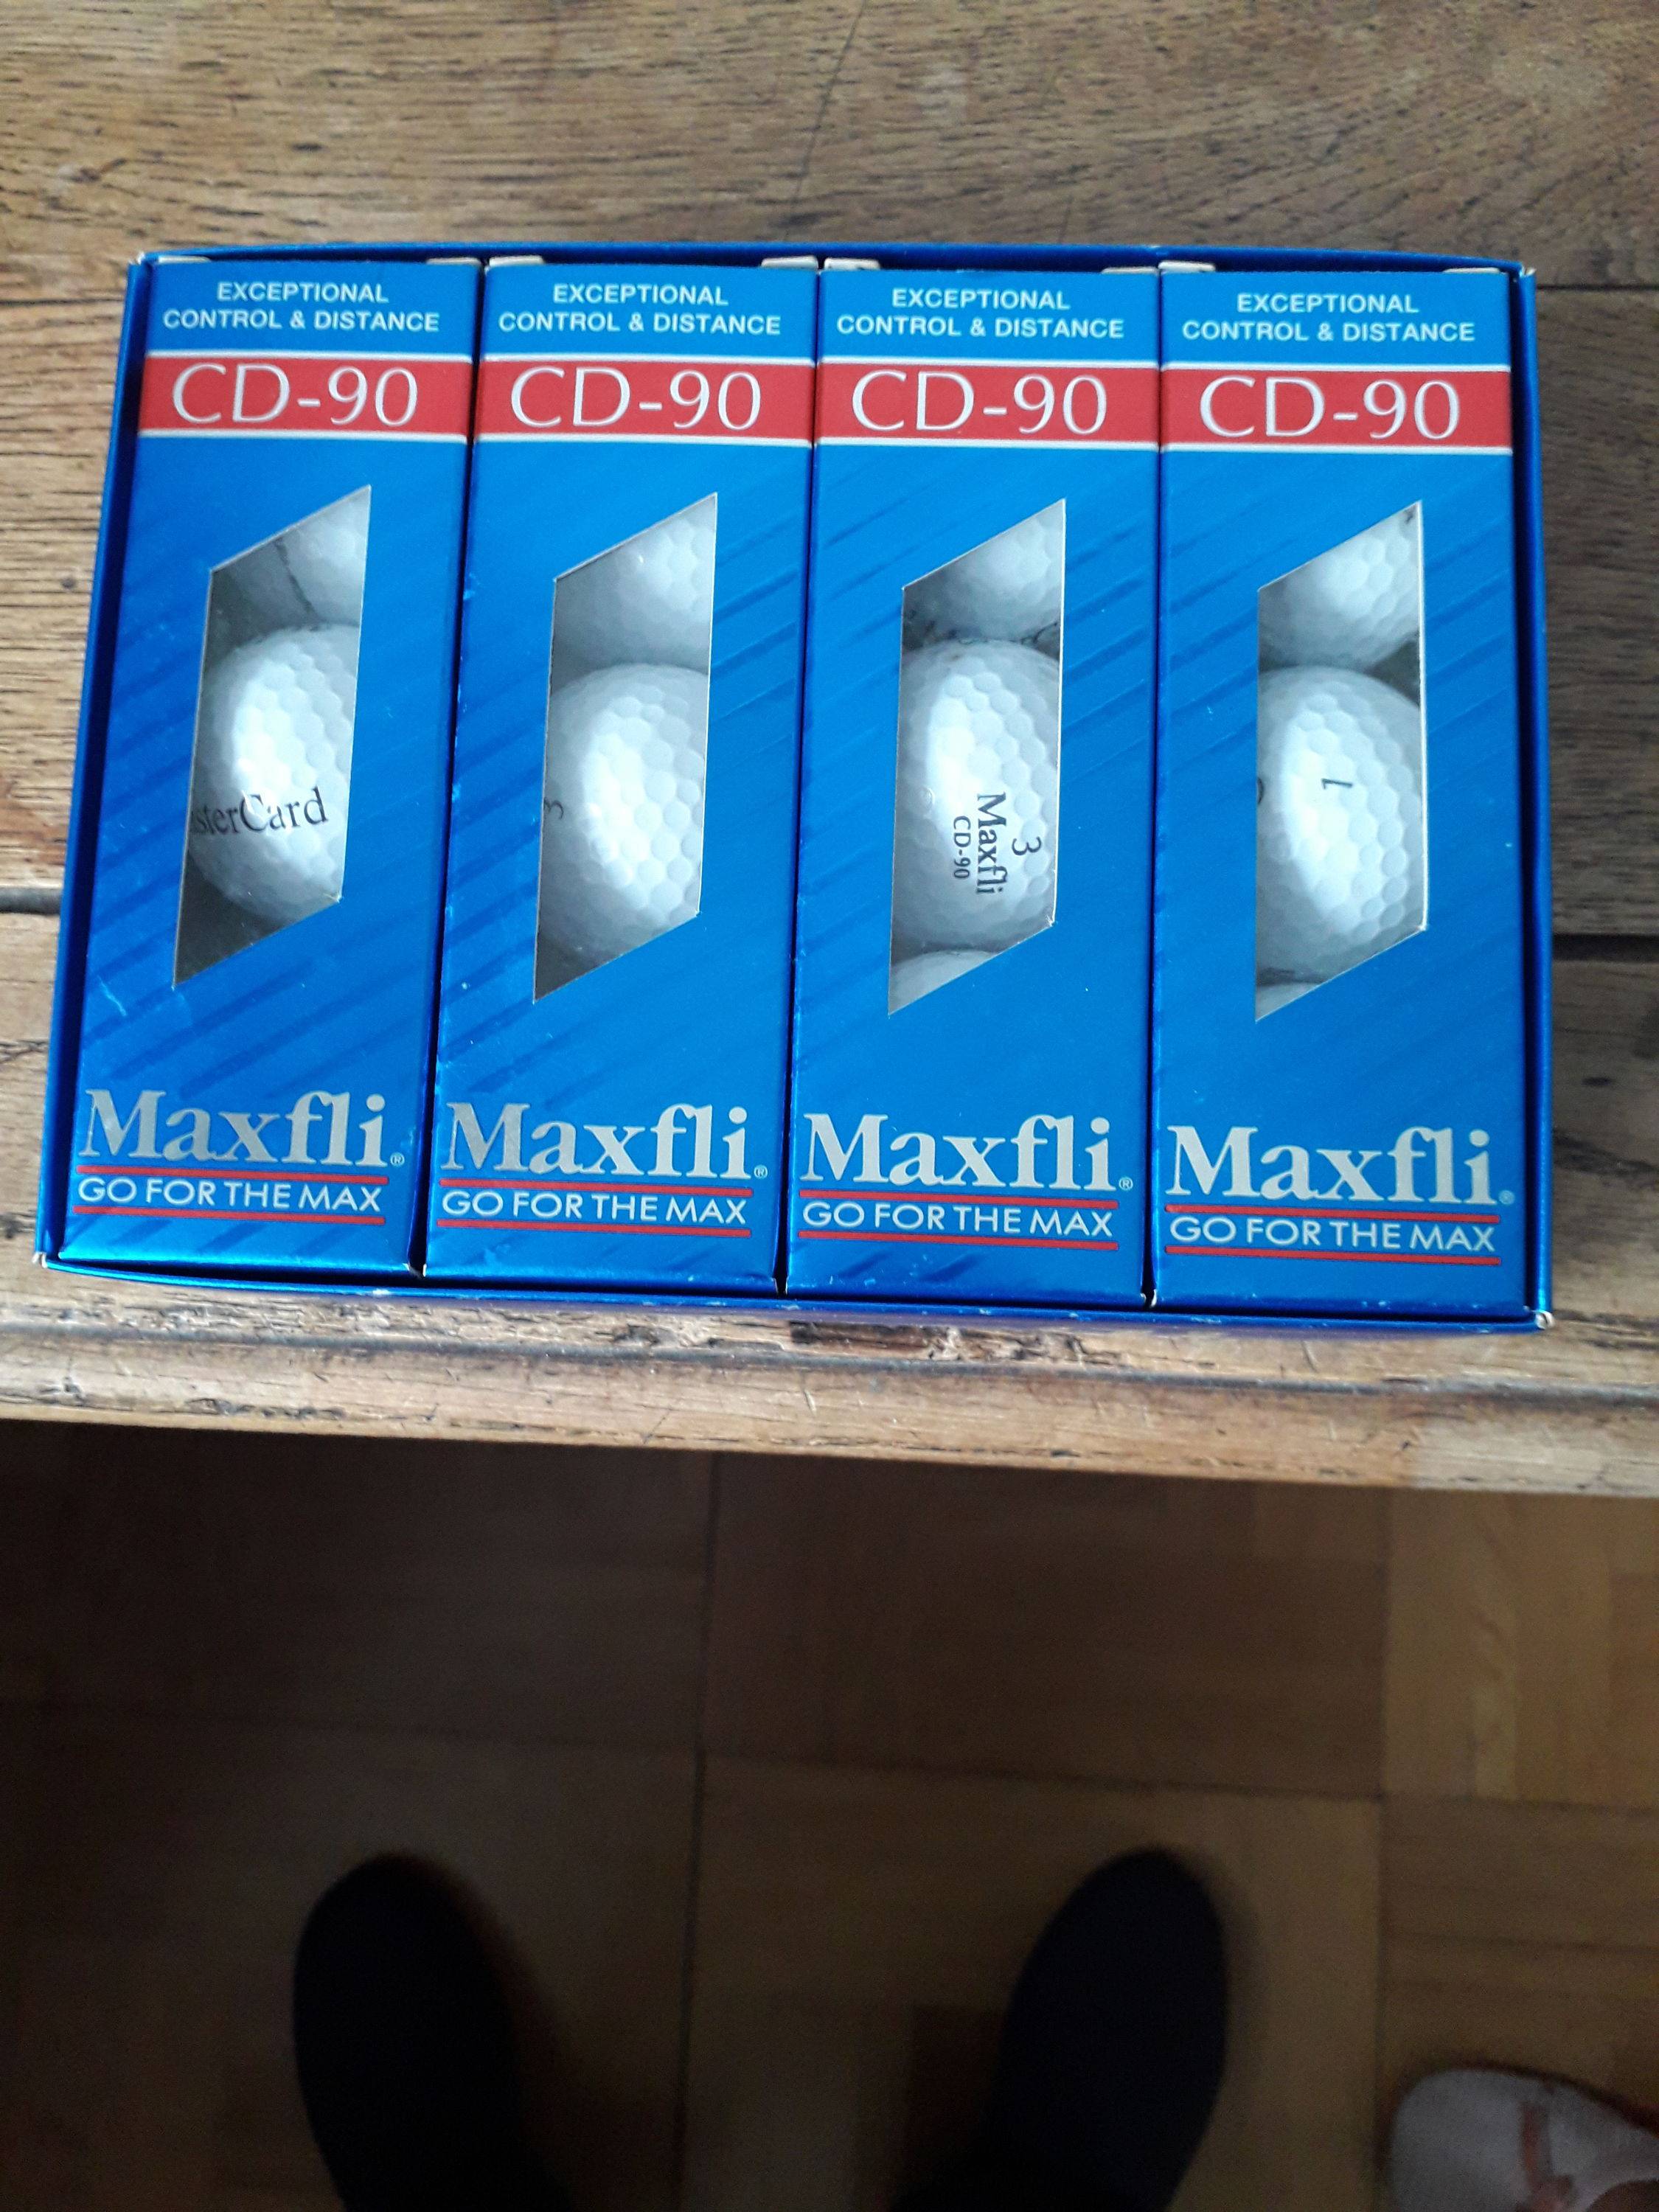 EXCEPTIONAL
CONTROL & DISTANCE
CD-90
sterCard
Maxfli®
GO FOR THE MAX
EXCEPTIONAL
CONTROL & DISTANCE
CD-90
3
Maxfli®
GO FOR THE MAX
EXCEPTIONAL
CONTROL & DISTANCE
CD-90
3
Maxfli
CD-90
Maxfli®
GO FOR THE MAX
EXCEPTIONAL
CONTROL & DISTANCE
CD-90
1
Maxfli®
GO FOR THE MAX